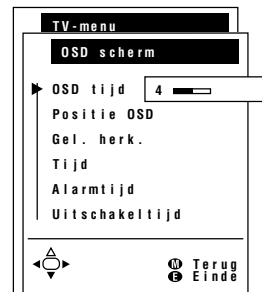 TV-menu
OSD scherm
OSD tijd 4
Positie OSD
Gel. herk.
Tijd
Alarmtijd
Uitschakeltijd
M Terug
E Einde